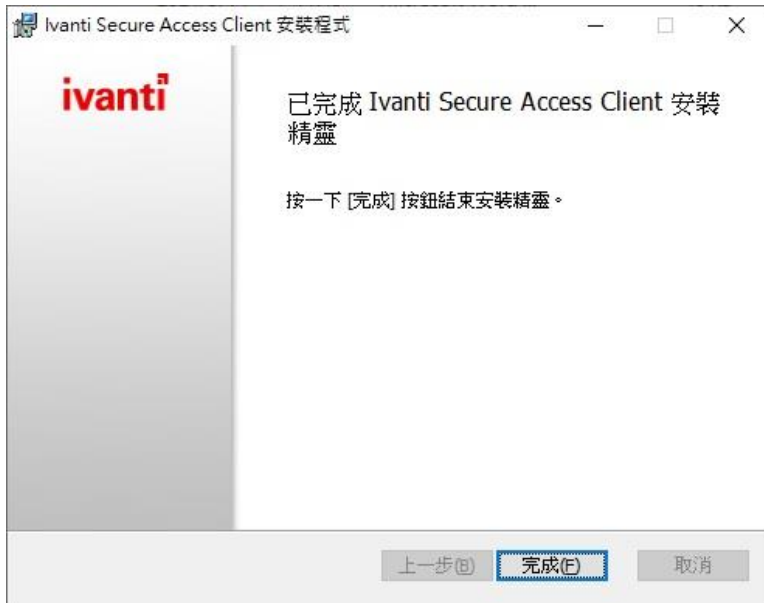 Ivanti Secure Access Client 安裝程式
ivanti
已完成 Ivanti Secure Access Client 安裝
精靈
按一下 [完成] 按鈕結束安裝精靈。
上一步(B) 完成(F) 取消